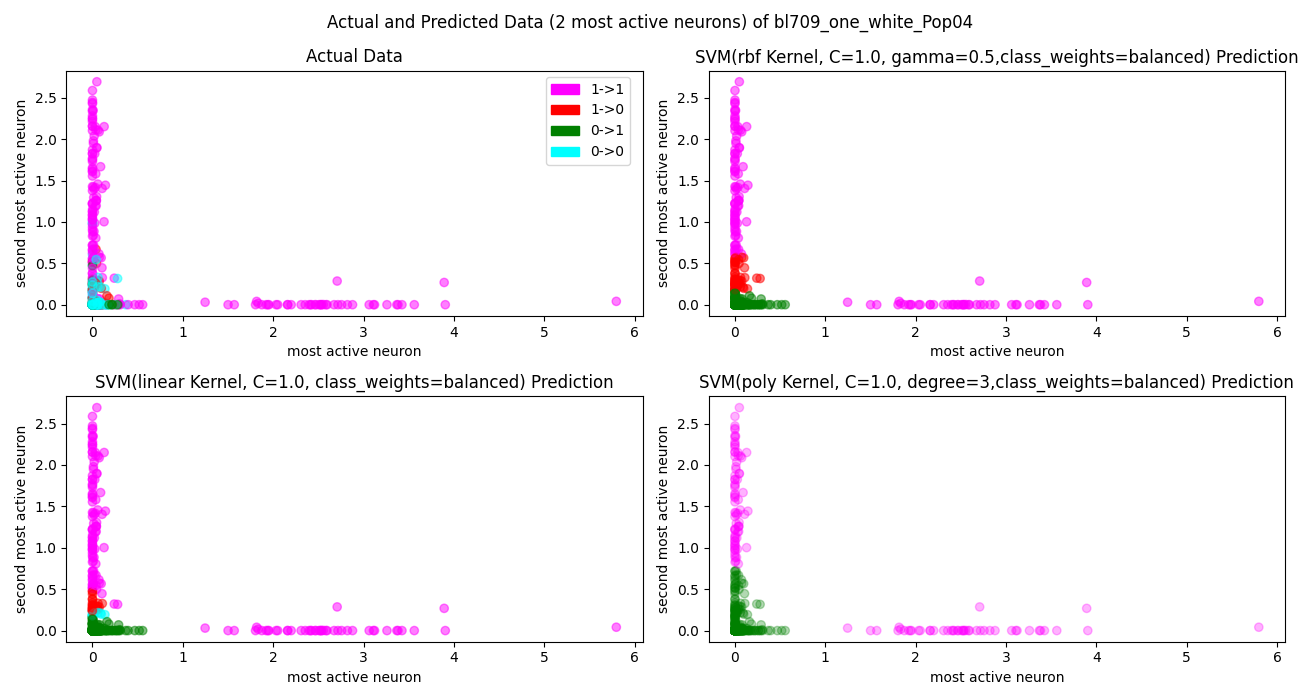 Actual and Predicted Data (2 most active neurons) of bl709_one_white_Pop04
Actual Data
2.5
2.0
1.5
1.0
0.5
0.0
second most active neuron
1->1
1->0
0->1
0->0
0 1 2 3 4 5 6
most active neuron
SVM(rbf Kernel, C=1.0, gamma=0.5,class_weights=balanced) Prediction
2.5
2.0
1.5
1.0
0.5
0.0
second most active neuron
0 1 2 3 4 5 6
most active neuron
SVM(linear Kernel, C=1.0, class_weights=balanced) Prediction
2.5
2.0
1.5
1.0
0.5
0.0
second most active neuron
0 1 2 3 4 5 6
most active neuron
SVM(poly Kernel, C=1.0, degree=3,class_weights=balanced) Prediction
2.5
2.0
1.5
1.0
0.5
0.0
second most active neuron
0 1 2 3 4 5 6
most active neuron